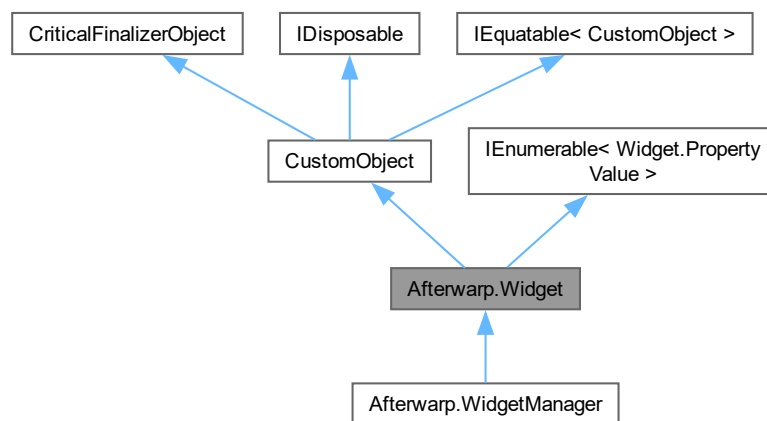 CriticalFinalizerObject
IDisposable
IEquatable< CustomObject >
CustomObject
IEnumerable< Widget.Property
Value >
Afterwarp.Widget
Afterwarp.WidgetManager